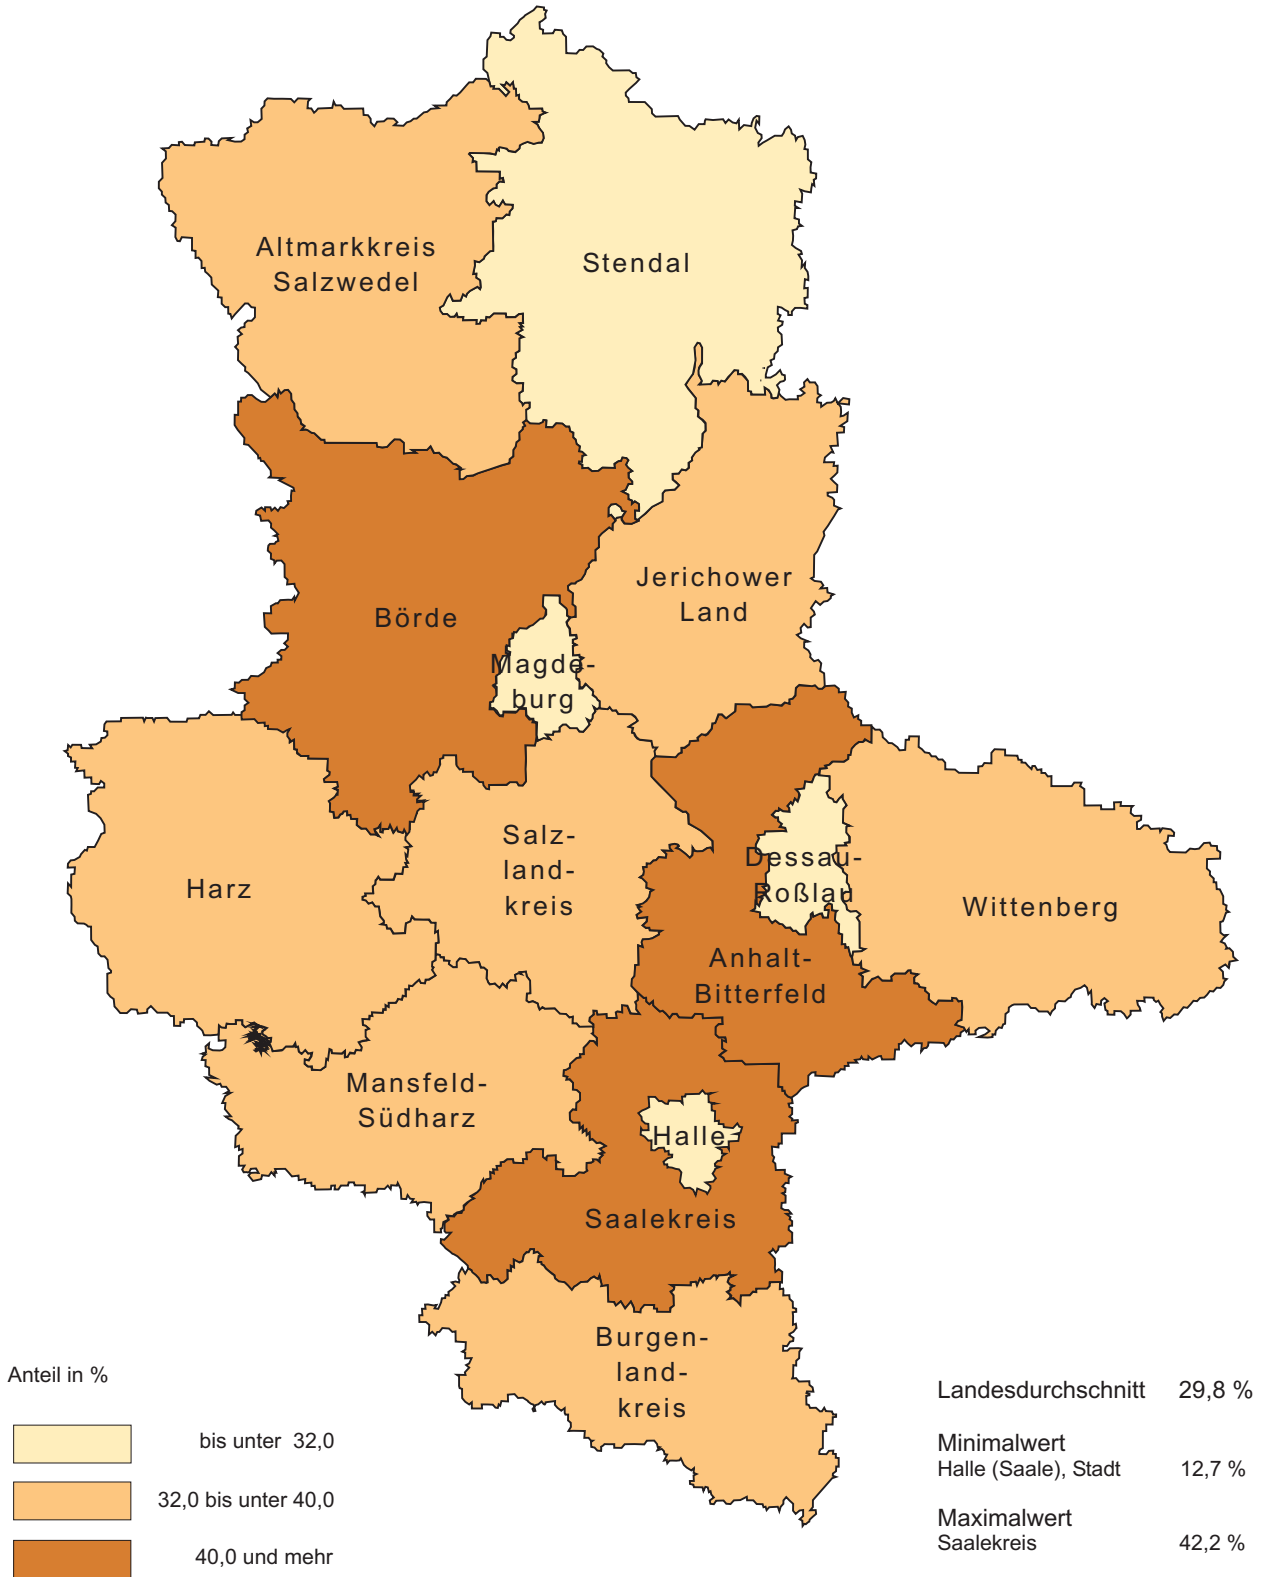 Altmarkkreis
Salzwedel
Stendal
Jerichower
Land
Börde
Magde-
burg
Salz-
land-
kreis
Harz
Dessau-
Roßlau
Wittenberg
Anhalt-
Bitterfeld
Mansfeld-
Südharz
Halle
Saalekreis
Burgen-
land-
kreis
Anteil in %
bis unter 32,0
32,0 bis unter 40,0
40,0 und mehr
Landesdurchschnitt 29,8 %
Minimalwert
Halle (Saale), Stadt 12,7 %
Maximalwert
Saalekreis 42,2 %